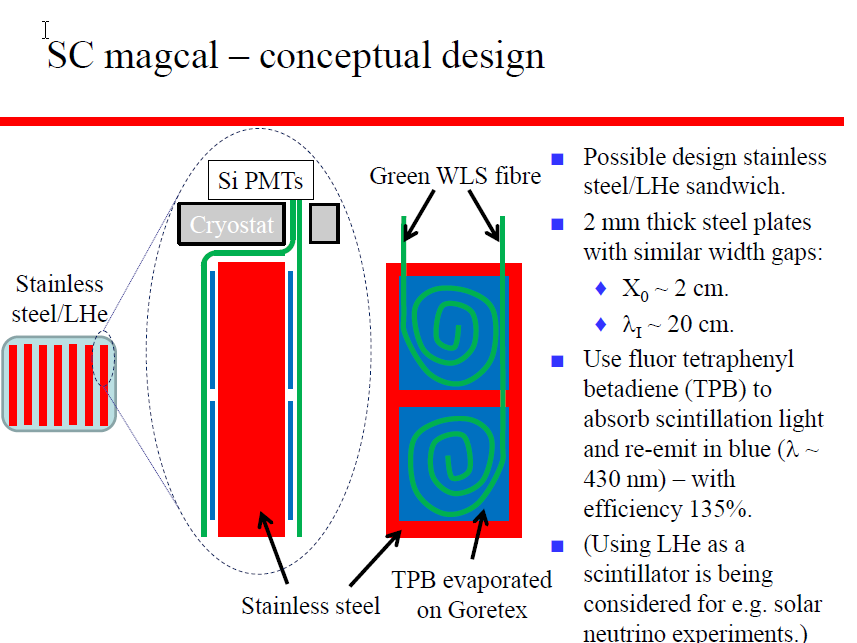 SC magcal – conceptual design
Si PMTs
Cryostat
Stainless
steel/LHe
Green WLS fibre
Stainless steel
TPB evaporated
on Goretex
■ Possible design stainless
steel/LHe sandwich.
■ 2 mm thick steel plates
with similar width gaps:
♦ X₀ ~ 2 cm.
♦ λ_I ~ 20 cm.
■ Use fluor tetraphenyl
betadiene (TPB) to
absorb scintillation light
and re-emit in blue (λ ~
430 nm) – with
efficiency 135%.
■ (Using LHe as a
scintillator is being
considered for e.g. solar
neutrino experiments.)